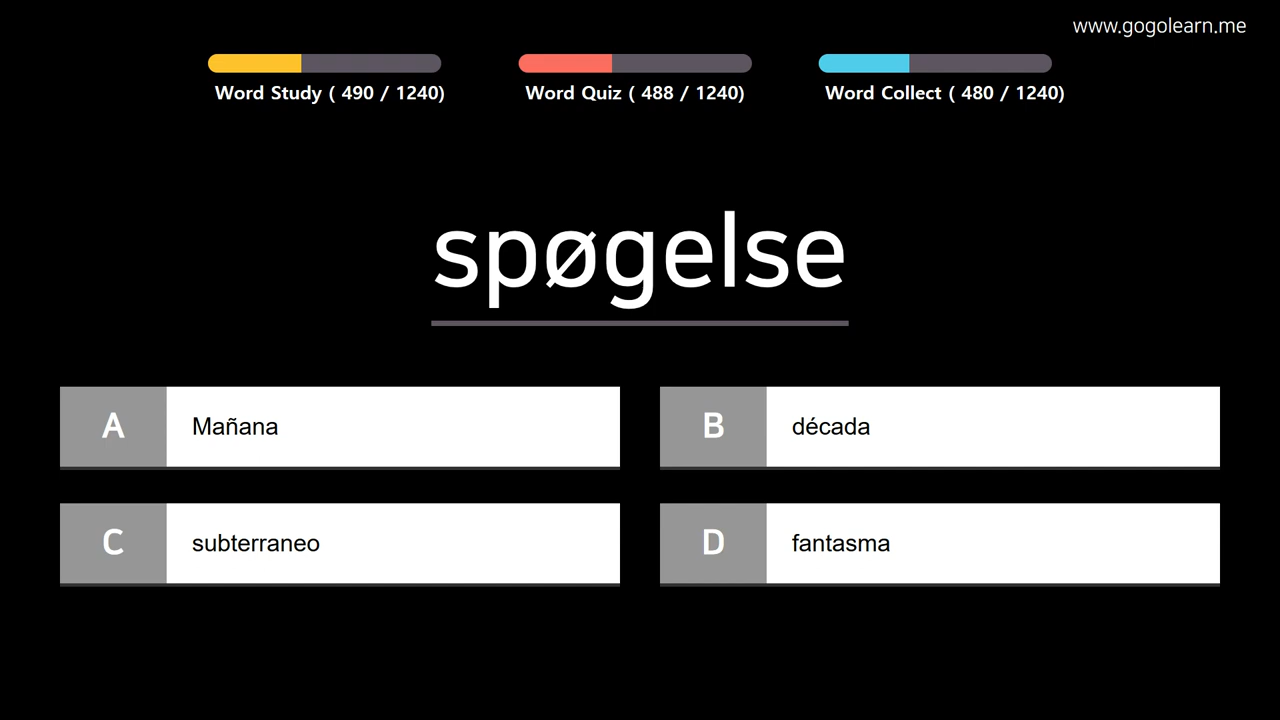 www.gogolearn.me
Word Study ( 490 / 1240)
Word Quiz ( 488 / 1240)
Word Collect ( 480 / 1240)
spøgelse
A Mañana
B década
C subterraneo
D fantasma